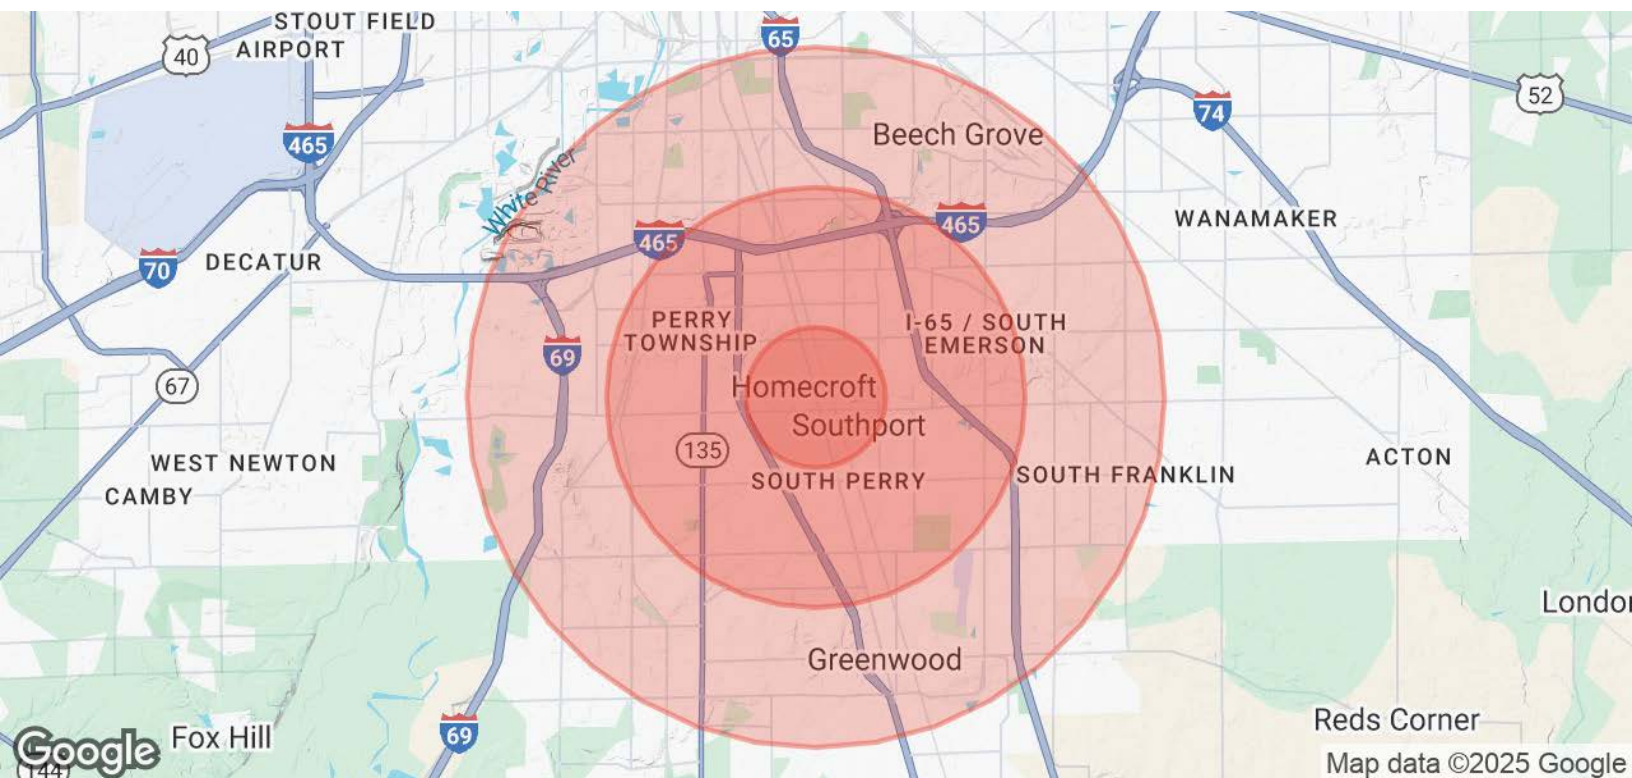 STOUT FIELD
65
40
AIRPORT
52
74
Beech Grove
465
White River
WANAMAKER
465
465
DECATUR
70
PERRY
TOWNSHIP
I-65 / SOUTH
EMERSON
69
67
Homecroft
Southport
135
ACTON
WEST NEWTON
SOUTH FRANKLIN
SOUTH PERRY
CAMBY
London
Greenwood
Reds Corner
69
Fox Hill
Google
144
Map data ©2025 Google